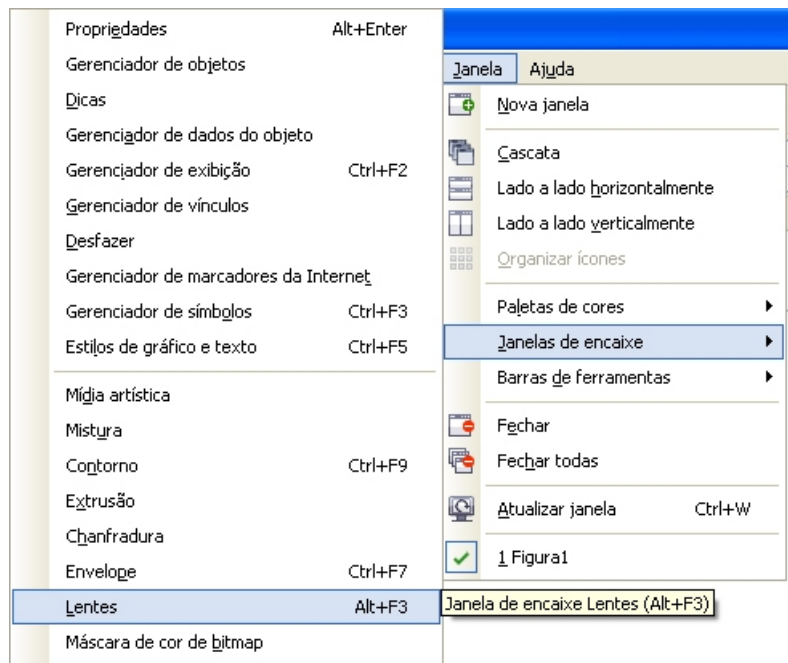 Propriedades Alt+Enter
Gerenciador de objetos
Dicas
Gerenciador de dados do objeto
Gerenciador de exibição Ctrl+F2
Gerenciador de vínculos
Desfazer
Gerenciador de marcadores da Internet
Gerenciador de símbolos Ctrl+F3
Estilos de gráfico e texto Ctrl+F5
Mídia artística
Mistura
Contorno Ctrl+F9
Extrusão
Chanfradura
Envelope Ctrl+F7
Lentes Alt+F3
Máscara de cor de bitmap
Janela Ajuda
Nova janela
Cascata
Lado a lado horizontalmente
Lado a lado verticalmente
Organizar ícones
Paletas de cores
Janelas de encaixe
Barras de ferramentas
Fechar
Fechar todas
Atualizar janela Ctrl+W
1 Figura1
Janela de encaixe Lentes (Alt+F3)